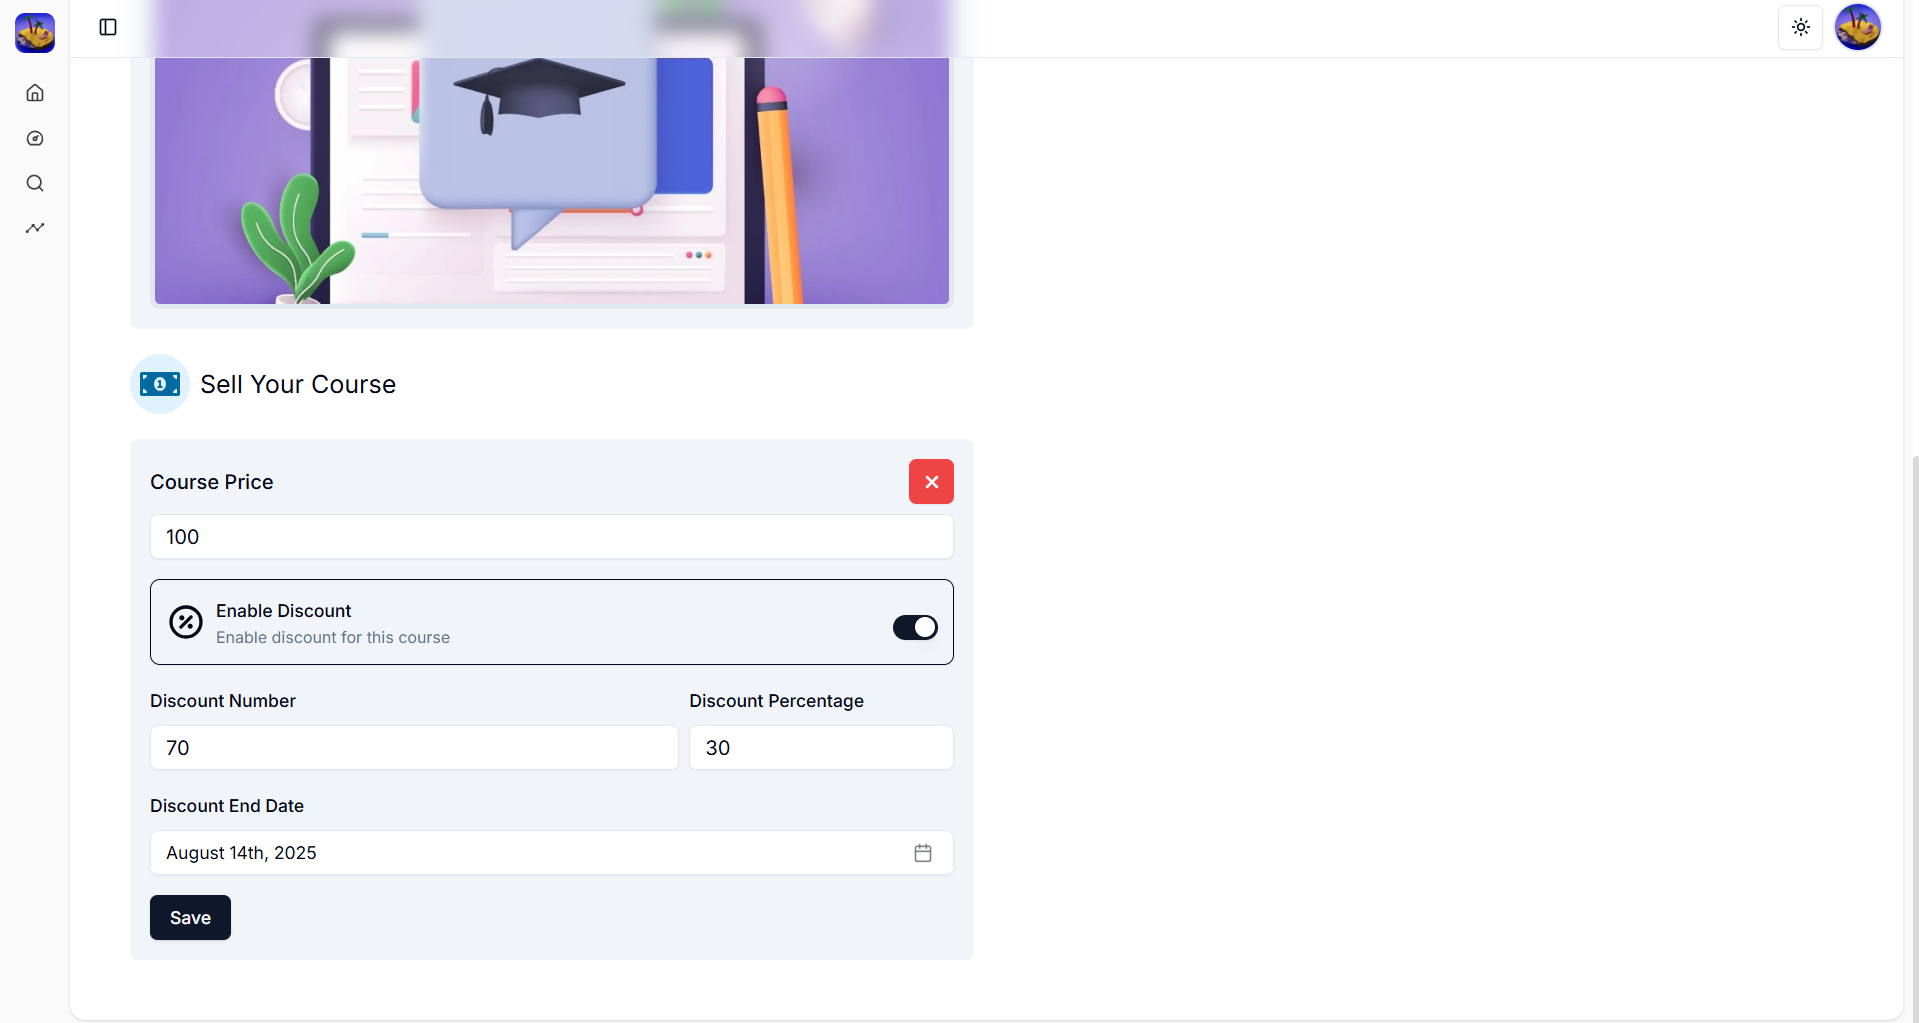 Sell Your Course
Course Price
100
Enable Discount
Enable discount for this course
Discount Number
Discount Percentage
70
30
Discount End Date
August 14th, 2025
Save